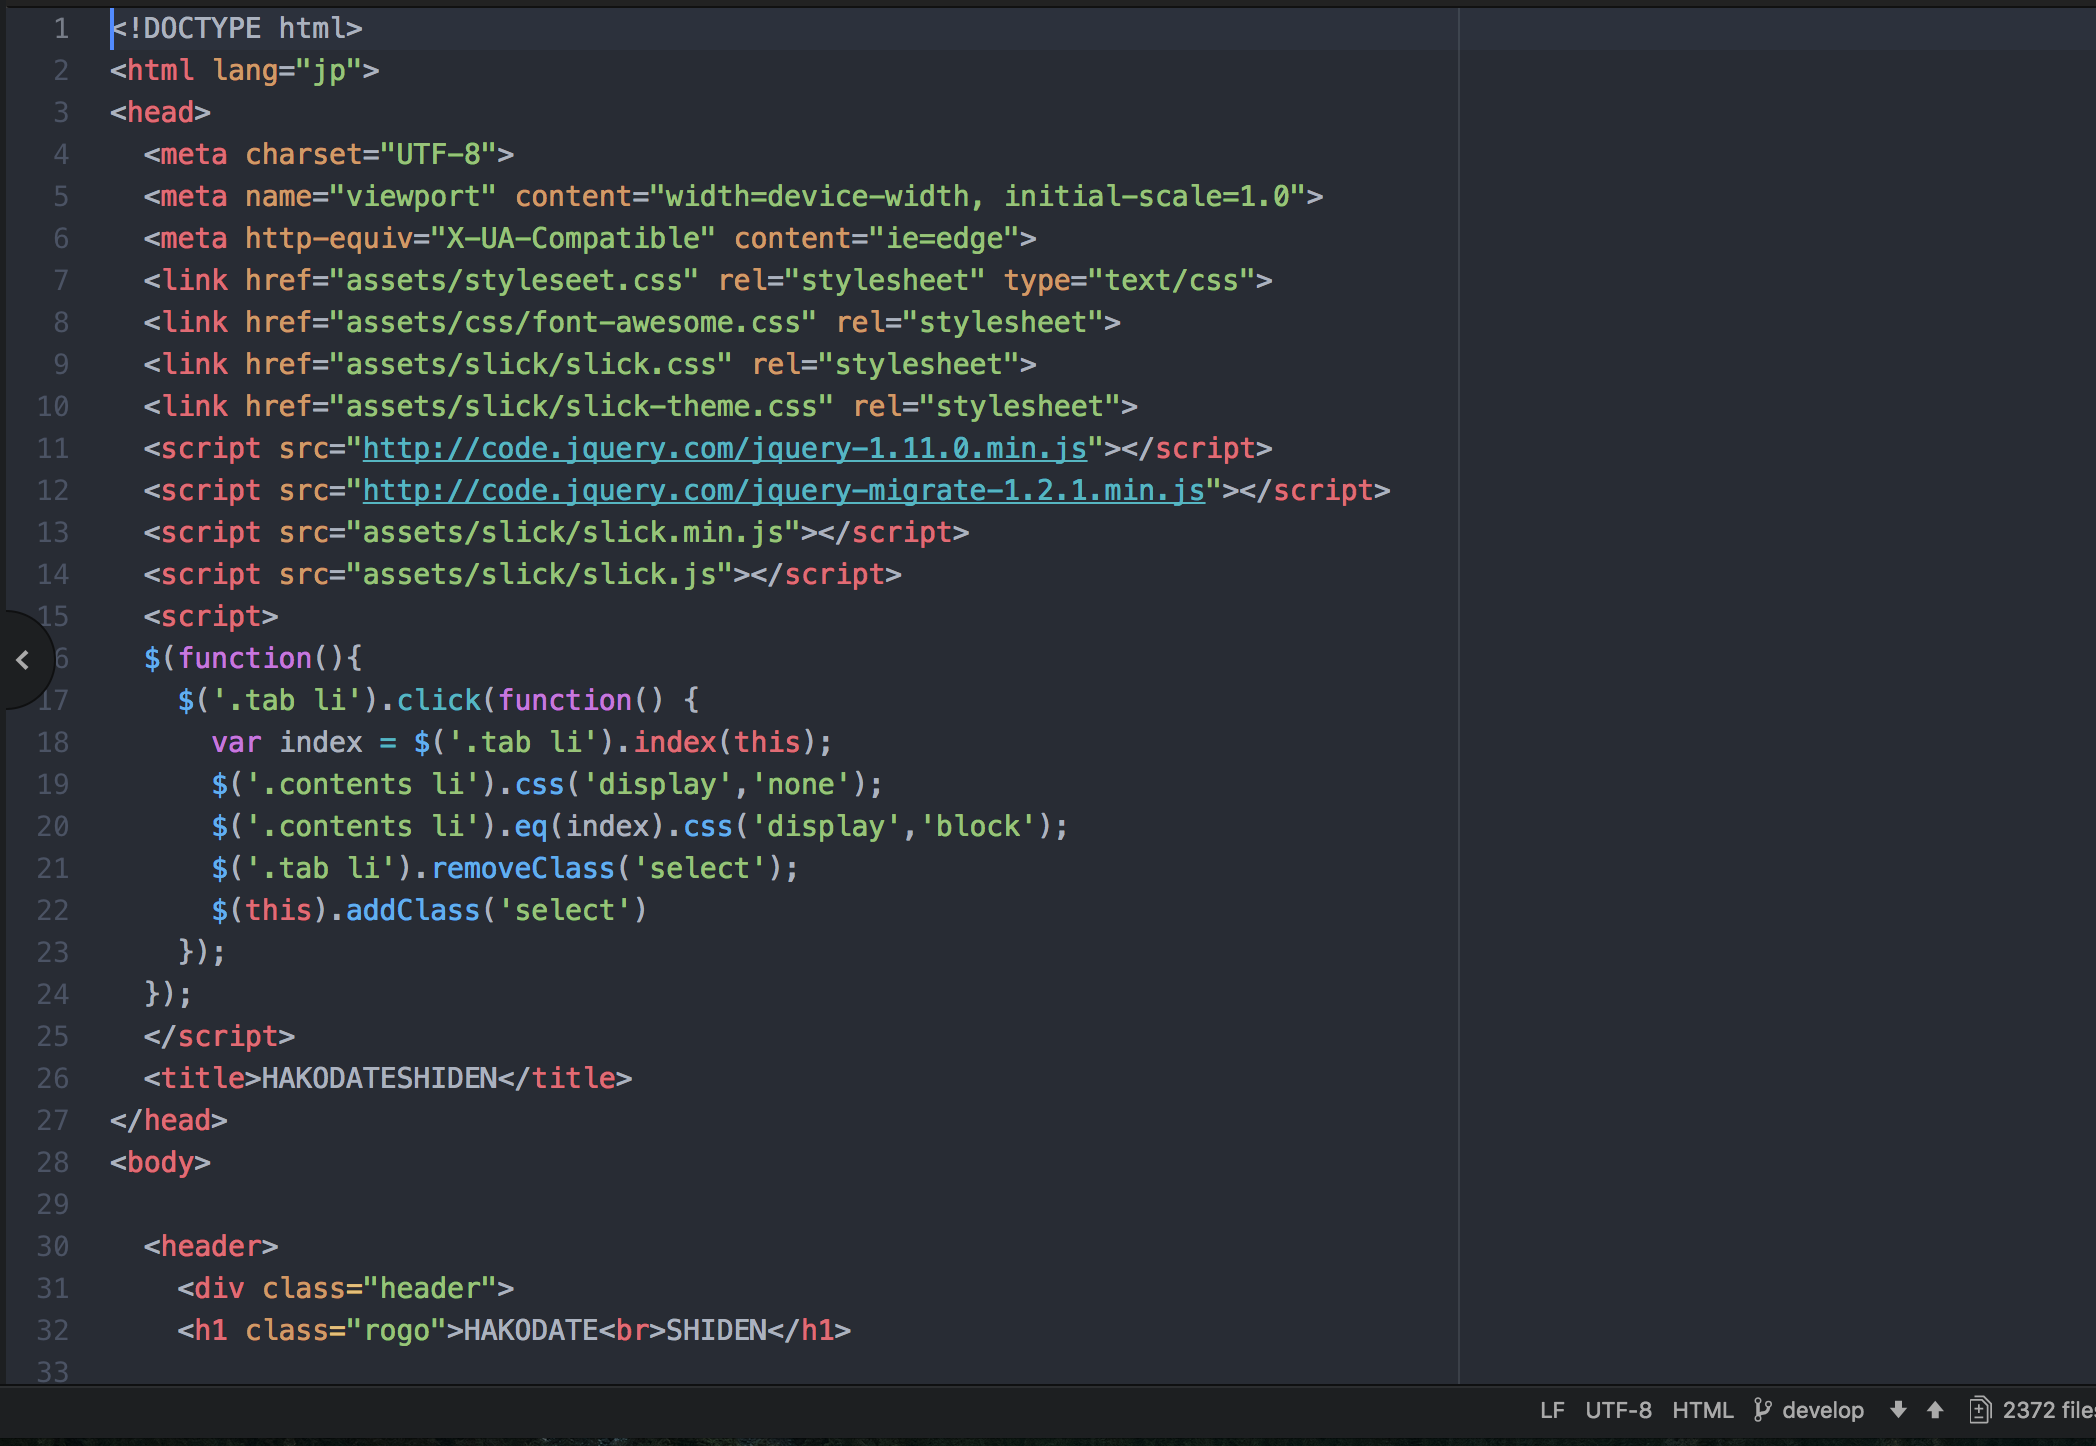 1 <!DOCTYPE html>
2 <html lang="jp">
3 <head>
4   <meta charset="UTF-8">
5   <meta name="viewport" content="width=device-width, initial-scale=1.0">
6   <meta http-equiv="X-UA-Compatible" content="ie=edge">
7   <link href="assets/styleseet.css" rel="stylesheet" type="text/css">
8   <link href="assets/css/font-awesome.css" rel="stylesheet">
9   <link href="assets/slick/slick.css" rel="stylesheet">
10   <link href="assets/slick/slick-theme.css" rel="stylesheet">
11   <script src="http://code.jquery.com/jquery-1.11.0.min.js"></script>
12   <script src="http://code.jquery.com/jquery-migrate-1.2.1.min.js"></script>
13   <script src="assets/slick/slick.min.js"></script>
14   <script src="assets/slick/slick.js"></script>
15   <script>
6   $(function(){
17     $('.tab li').click(function() {
18       var index = $('.tab li').index(this);
19       $('.contents li').css('display','none');
20       $('.contents li').eq(index).css('display','block');
21       $('.tab li').removeClass('select');
22       $(this).addClass('select')
23     });
24   });
25   </script>
26   <title>HAKODATESHIDEN</title>
27 </head>
28 <body>
29
30   <header>
31     <div class="header">
32     <h1 class="rogo">HAKODATE<br>SHIDEN</h1>
33
LF UTF-8 HTML develop 2372 files